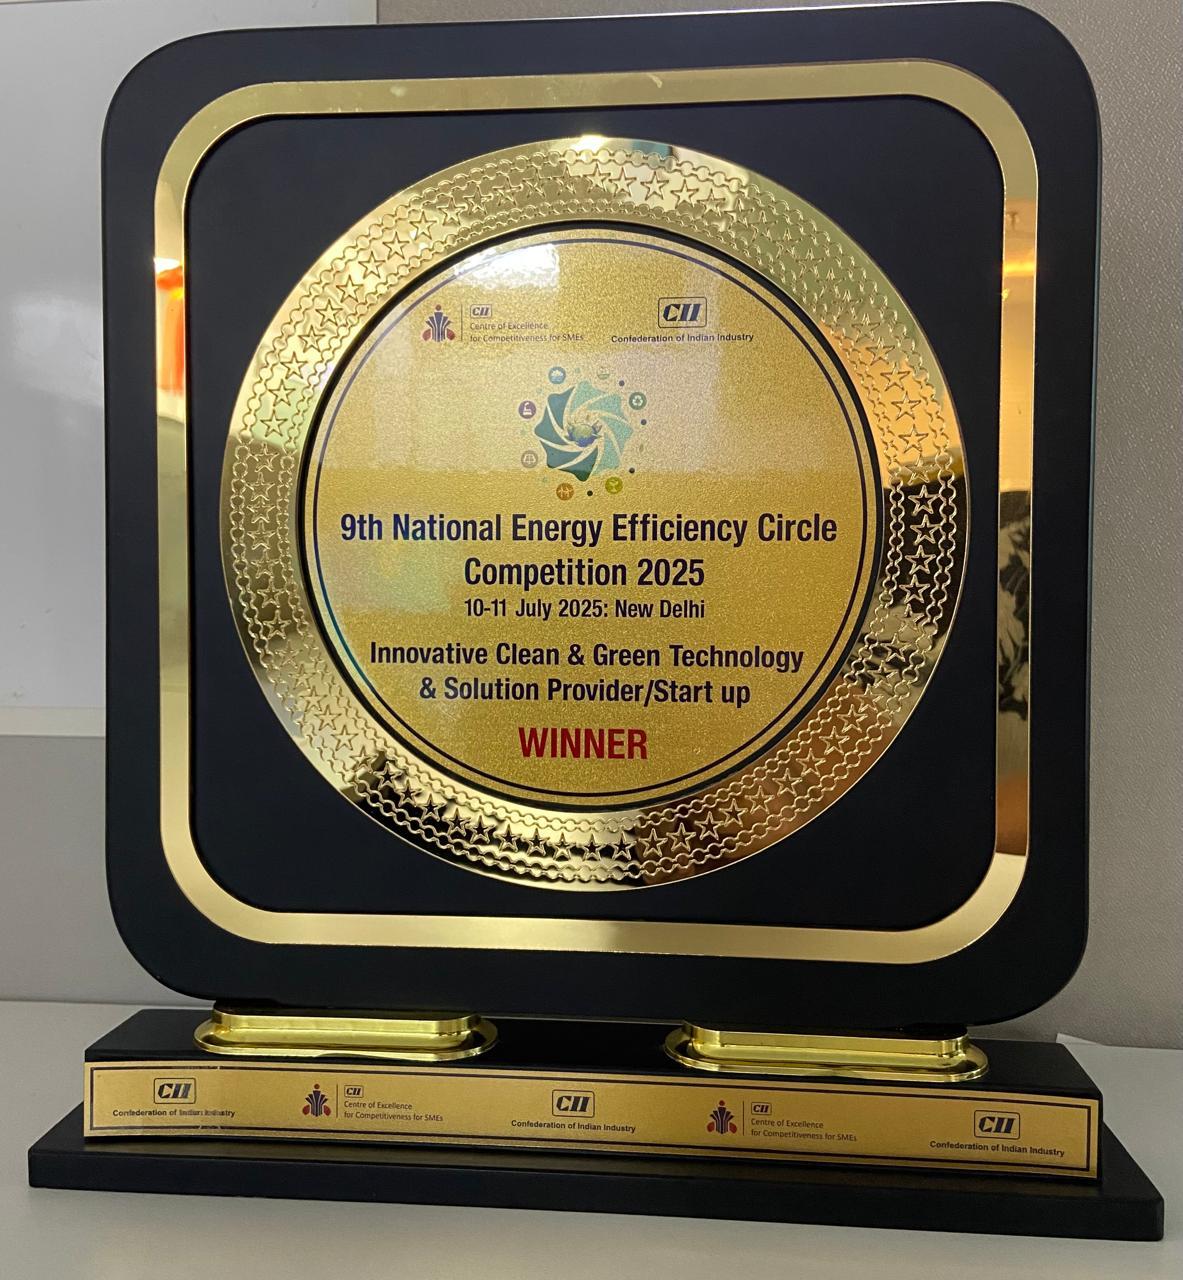 CII
Centre of Excellence
for Competitiveness for SMEs
CII
Confederation of Indian Industry
9th National Energy Efficiency Circle
Competition 2025
10-11 July 2025: New Delhi
Innovative Clean & Green Technology
& Solution Provider/Start up
WINNER
CII
Confederation of Indian Industry
CII
Centre of Excellence
for Competitiveness for SMEs
CII
Confederation of Indian Industry
CII
Centre of Excellence
for Competitiveness for SMEs
CII
Confederation of Indian Industry